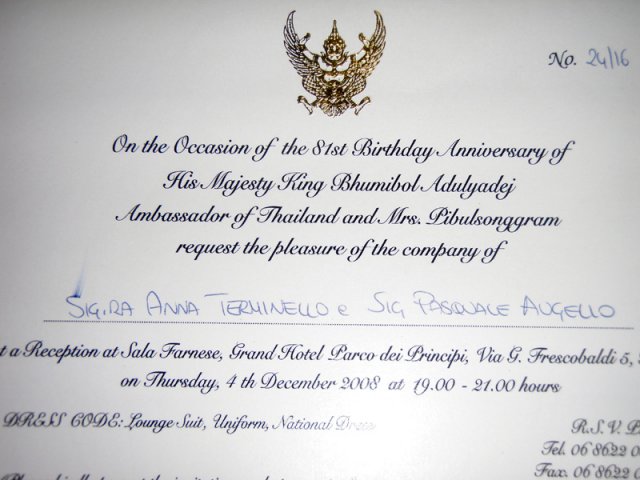 No. 24/16
On the Occasion of the 81st Birthday Anniversary of
His Majesty King Bhumibol Adulyadej
Ambassador of Thailand and Mrs. Pibulsonggram
request the pleasure of the company of
SIG.RA ANNA TERMINELLO e SIG PASQUALE AUGELLO
t a Reception at Sala Farnese, Grand Hotel Parco dei Principi, Via G. Frescobaldi 5,
on Thursday, 4 th December 2008 at 19.00 - 21.00 hours
DRESS CODE: Lounge Suit, Uniform, National Dress
R.S.V.P
Tel. 06 8622 0
Fax. 06 8622 0